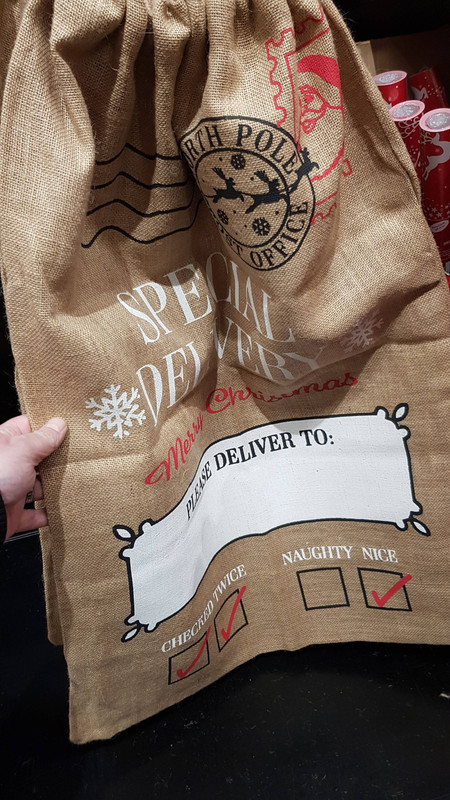 NORTH POLE
POST OFFICE
SPECIAL
DELIVERY
Merry Christmas
PLEASE DELIVER TO:
CHECKED TWICE
NAUGHTY NICE